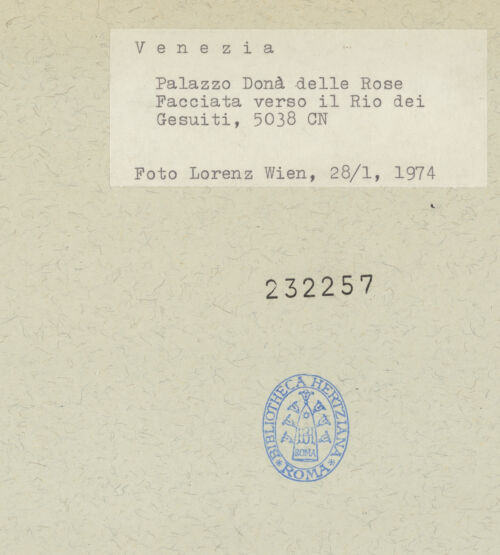 Venezia
Palazzo Donà delle Rose
Facciata verso il Rio dei
Gesuiti, 5038 CN
Foto Lorenz Wien, 28/1, 1974
232257
BIBLIOTHECA HERTZIANA
ROMA
* ROMA *